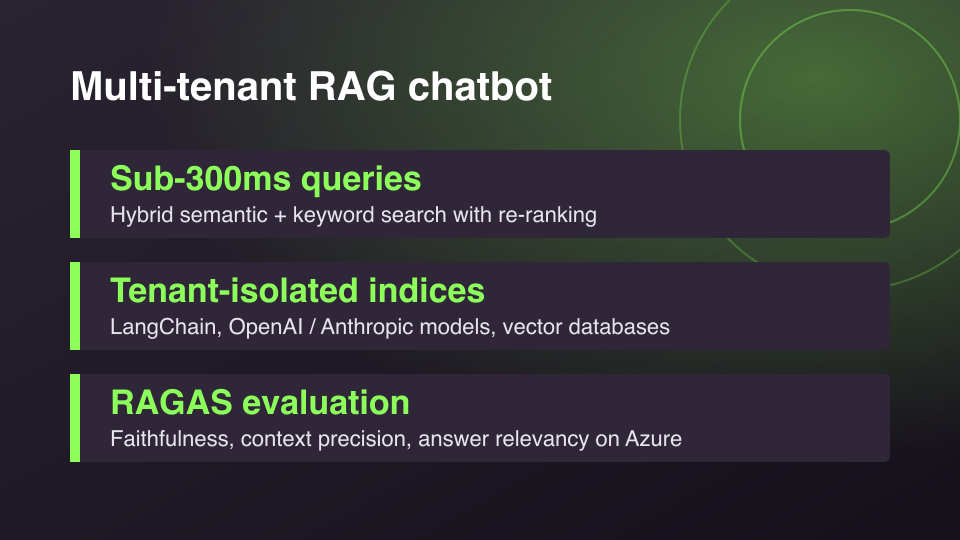 Multi-tenant RAG chatbot
Sub-300ms queries
Hybrid semantic + keyword search with re-ranking
Tenant-isolated indices
LangChain, OpenAI / Anthropic models, vector databases
RAGAS evaluation
Faithfulness, context precision, answer relevancy on Azure